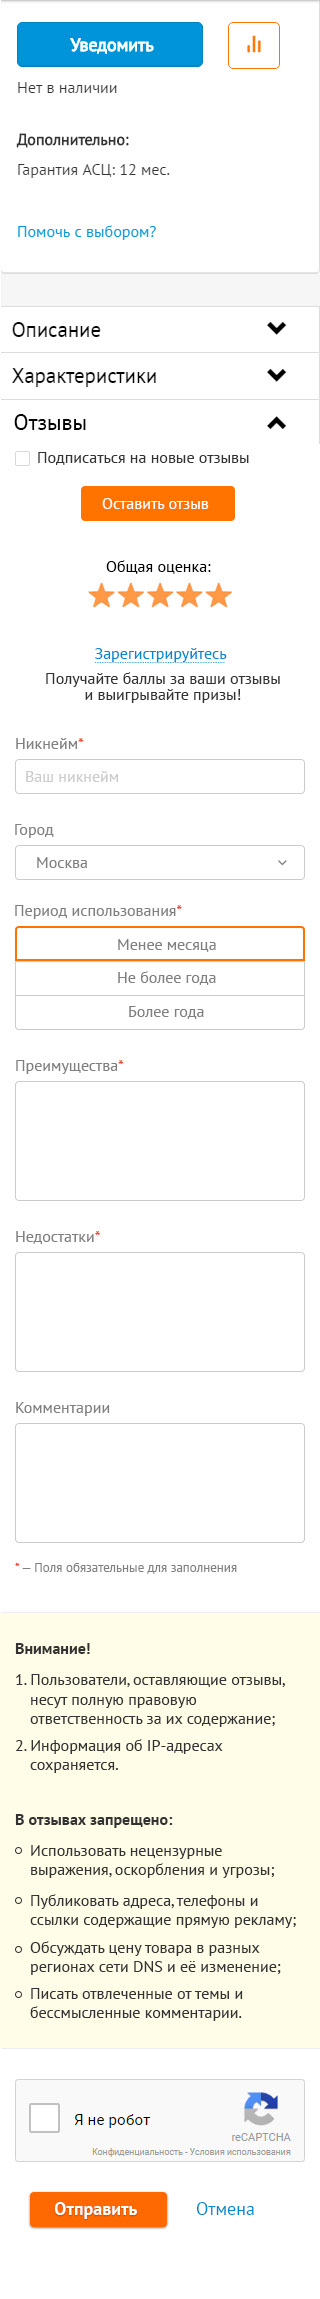 Уведомить
Нет в наличии
Дополнительно:
Гарантия АСЦ: 12 мес.
Помочь с выбором?
Описание
Характеристики
Отзывы
Подписаться на новые отзывы
Оставить отзыв
Общая оценка:
Зарегистрируйтесь
Получайте баллы за ваши отзывы
и выигрывайте призы!
Никнейм*
Ваш никнейм
Город
Москва
Период использования*
Менее месяца
Не более года
Более года
Преимущества*
Недостатки*
Комментарии
* — Поля обязательные для заполнения
Внимание!
1. Пользователи, оставляющие отзывы,
несут полную правовую
ответственность за их содержание;
2. Информация об IP-адресах
сохраняется.
В отзывах запрещено:
Использовать нецензурные
выражения, оскорбления и угрозы;
Публиковать адреса, телефоны и
ссылки содержащие прямую рекламу;
Обсуждать цену товара в разных
регионах сети DNS и её изменение;
Писать отвлеченные от темы и
бессмысленные комментарии.
Я не робот
reCAPTCHA
Конфиденциальность - Условия использования
Отправить
Отмена